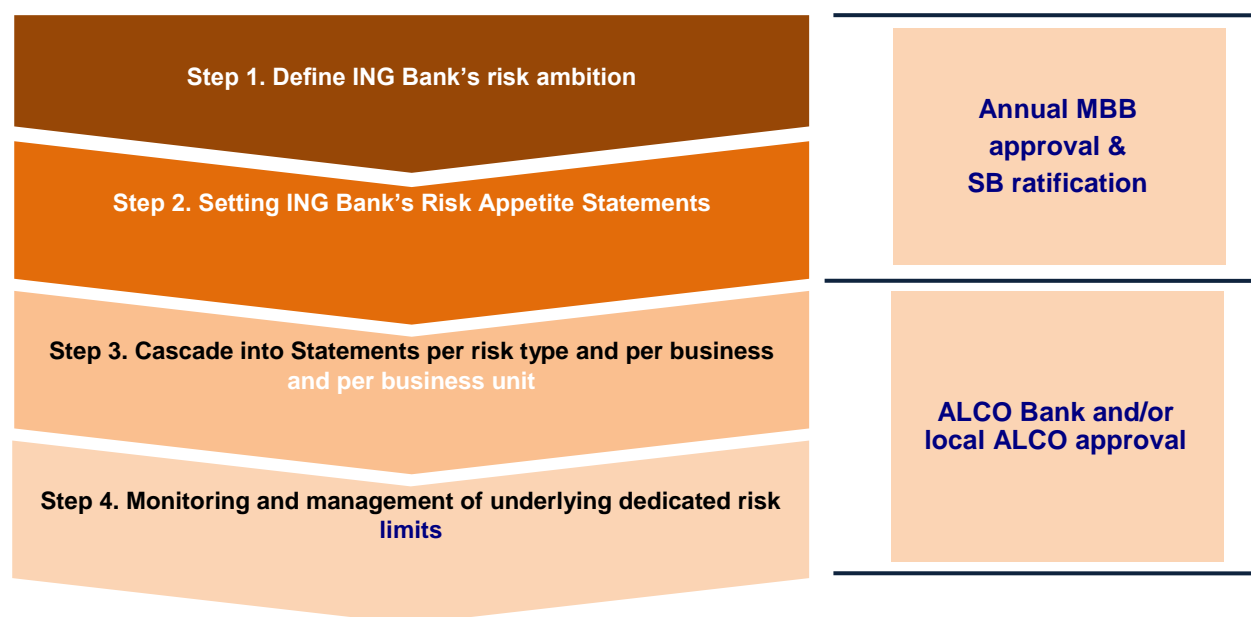 Step 1. Define ING Bank’s risk ambition
Annual MBB
approval &
SB ratification
Step 2. Setting ING Bank’s Risk Appetite Statements
Step 3. Cascade into Statements per risk type and per business
and per business unit
ALCO Bank and/or
local ALCO approval
Step 4. Monitoring and management of underlying dedicated risk
limits